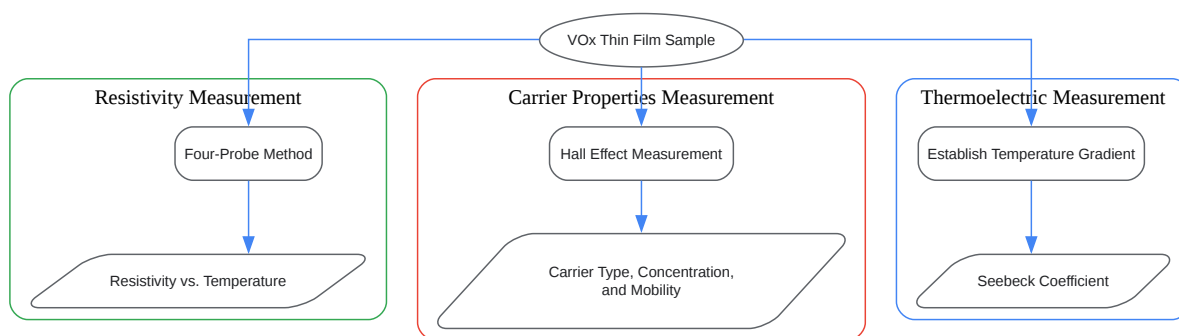 VOx Thin Film Sample
Resistivity Measurement
Carrier Properties Measurement
Thermoelectric Measurement
Four-Probe Method
Hall Effect Measurement
Establish Temperature Gradient
Resistivity vs. Temperature
Carrier Type, Concentration,
and Mobility
Seebeck Coefficient